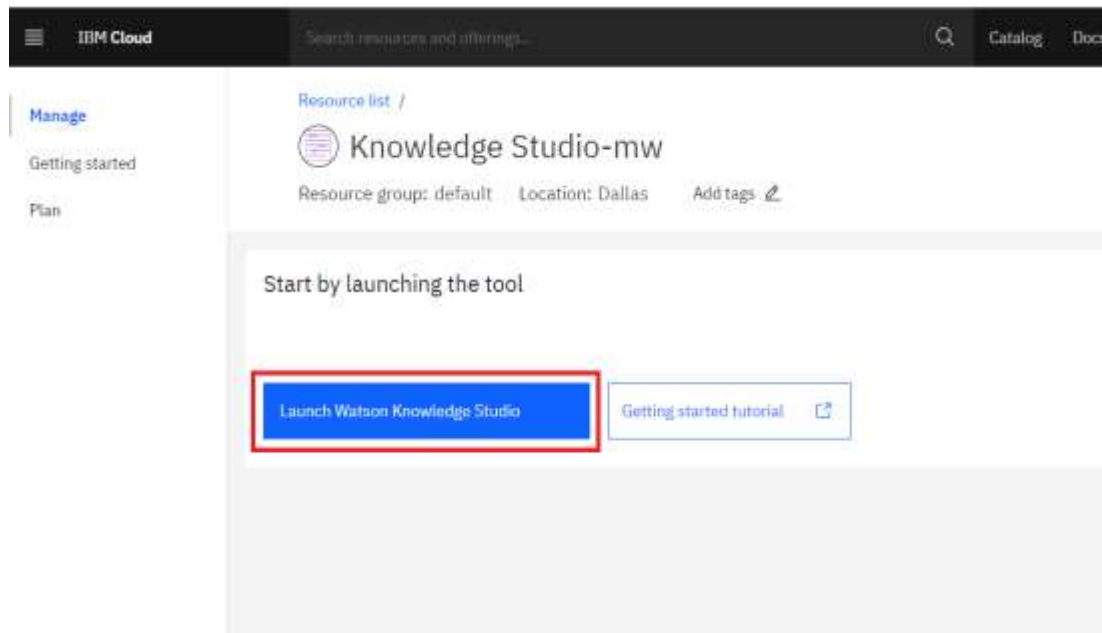 IBM Cloud
Search resources and offerings...
Catalog
Docs
Manage
Getting started
Plan
Resource list /
Knowledge Studio-mw
Resource group: default Location: Dallas Add tags
Start by launching the tool
Launch Watson Knowledge Studio
Getting started tutorial